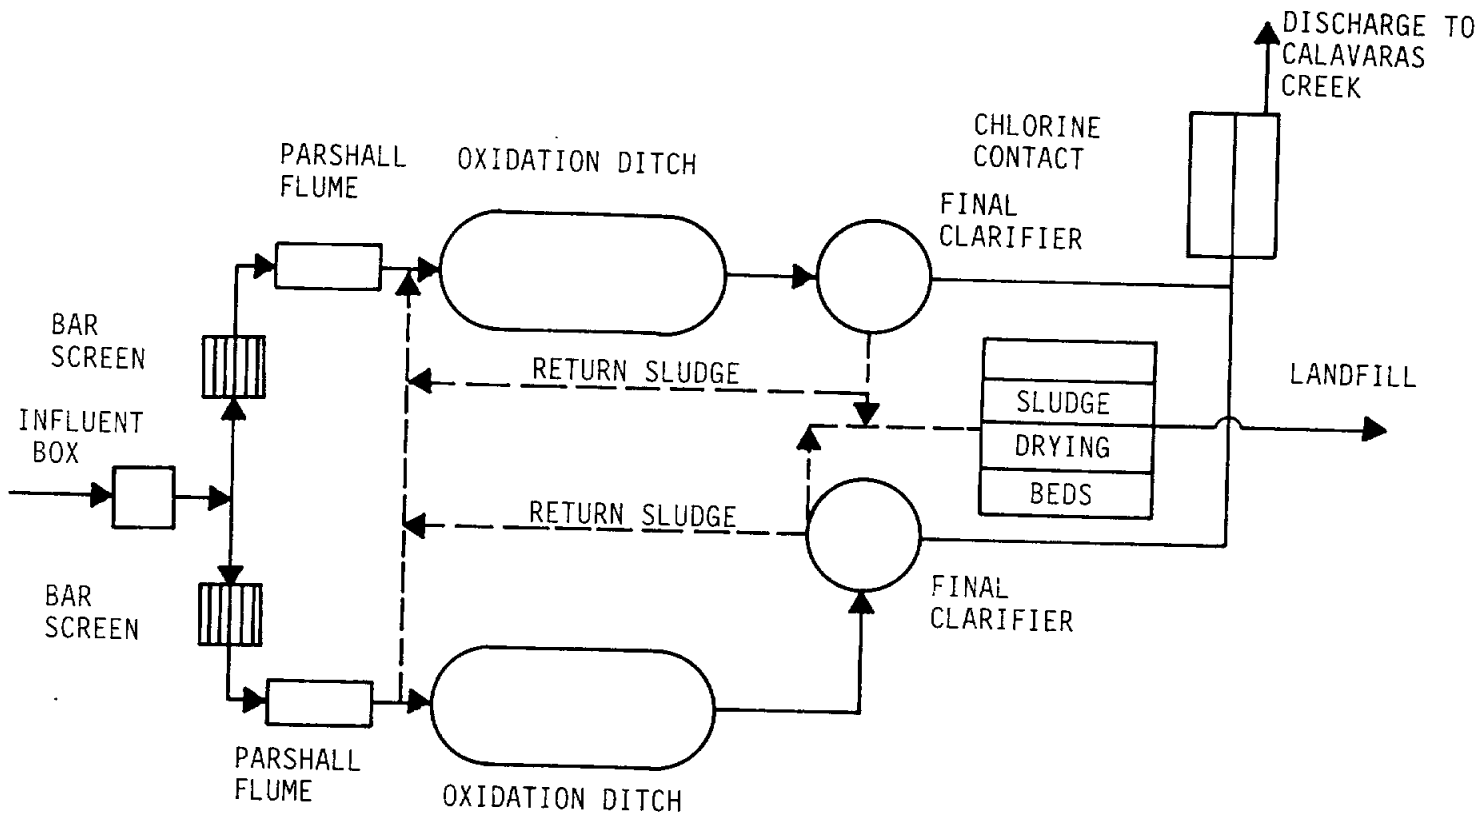 DISCHARGE TO
CALAVARAS
CREEK
CHLORINE
CONTACT
PARSHALL
FLUME
OXIDATION DITCH
FINAL
CLARIFIER
BAR
SCREEN
RETURN SLUDGE
LANDFILL
SLUDGE
DRYING
BEDS
INFLUENT
BOX
RETURN SLUDGE
BAR
SCREEN
FINAL
CLARIFIER
PARSHALL
FLUME
OXIDATION DITCH